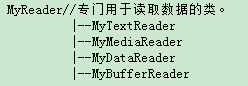 MyReader//专门用于读取数据的类。
|--MyTextReader
|--MyMediaReader
|--MyDataReader
|--MyBufferReader